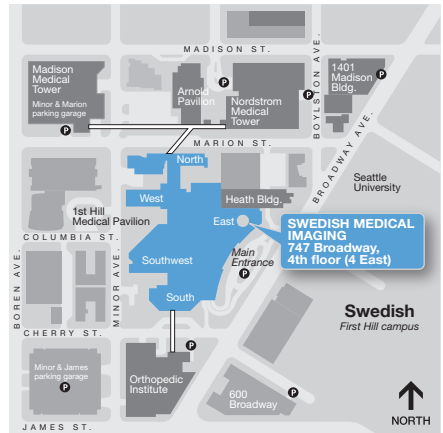 MADISON ST.
Madison
Medical
Tower
Minor & Marion
parking garage
P
Arnold
Pavilion
P
Nordstrom
Medical
Tower
P
BOYLSTON AVE.
1401
Madison
Bldg.
P
MARION ST.
BROADWAY AVE.
North
West
Heath Bldg.
Seattle
University
1st Hill
Medical Pavilion
East
SWEDISH MEDICAL
IMAGING
747 Broadway,
4th floor (4 East)
COLUMBIA ST.
Main
Entrance
P
Southwest
BOREN AVE.
MINOR AVE.
South
Swedish
First Hill campus
CHERRY ST.
P
Minor & James
parking garage
P
Orthopedic
Institute
600
Broadway
P
NORTH
JAMES ST.